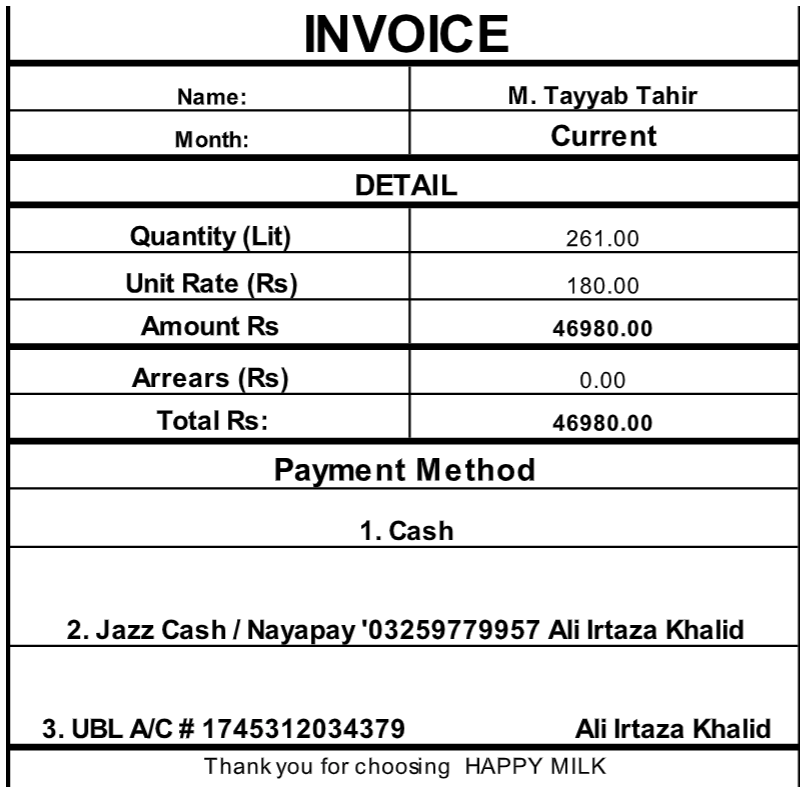 INVOICE
Name: M. Tayyab Tahir
Month: Current
DETAIL
Quantity (Lit) 261.00
Unit Rate (Rs) 180.00
Amount Rs 46980.00
Arrears (Rs) 0.00
Total Rs: 46980.00
Payment Method
1. Cash
2. Jazz Cash / Nayapay '03259779957 Ali Irtaza Khalid
3. UBL A/C # 1745312034379 Ali Irtaza Khalid
Thank you for choosing HAPPY MILK